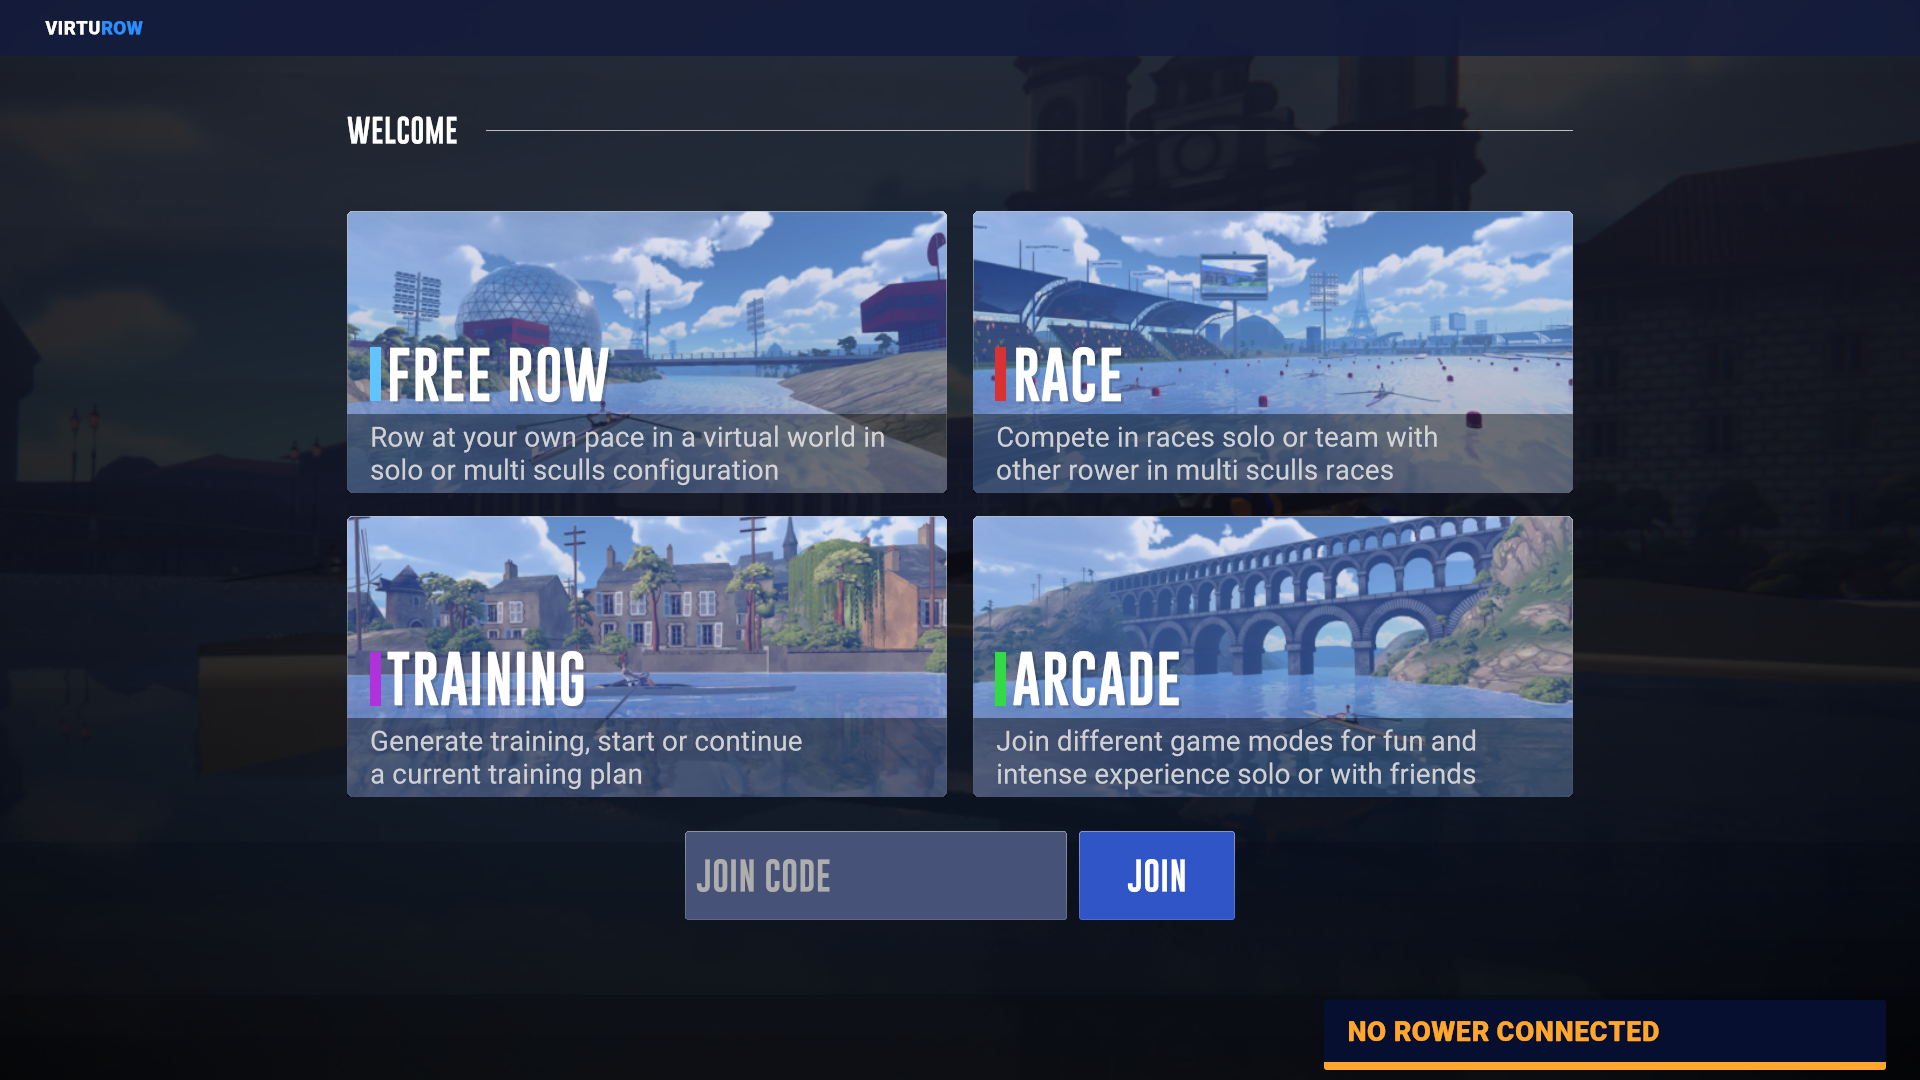 VIRTUROW
WELCOME
FREE ROW
Row at your own pace in a virtual world in
solo or multi sculls configuration
RACE
Compete in races solo or team with
other rower in multi sculls races
TRAINING
Generate training, start or continue
a current training plan
ARCADE
Join different game modes for fun and
intense experience solo or with friends
JOIN CODE
JOIN
NO ROWER CONNECTED